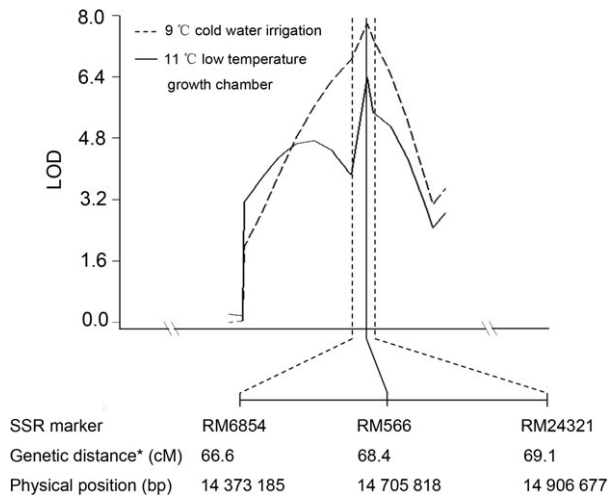 8.0
9 ℃ cold water irrigation
11 ℃ low temperature
growth chamber
6.4
4.8
LOD
3.2
1.6
0.0
SSR marker RM6854 RM566 RM24321
Genetic distance* (cM) 66.6 68.4 69.1
Physical position (bp) 14 373 185 14 705 818 14 906 677